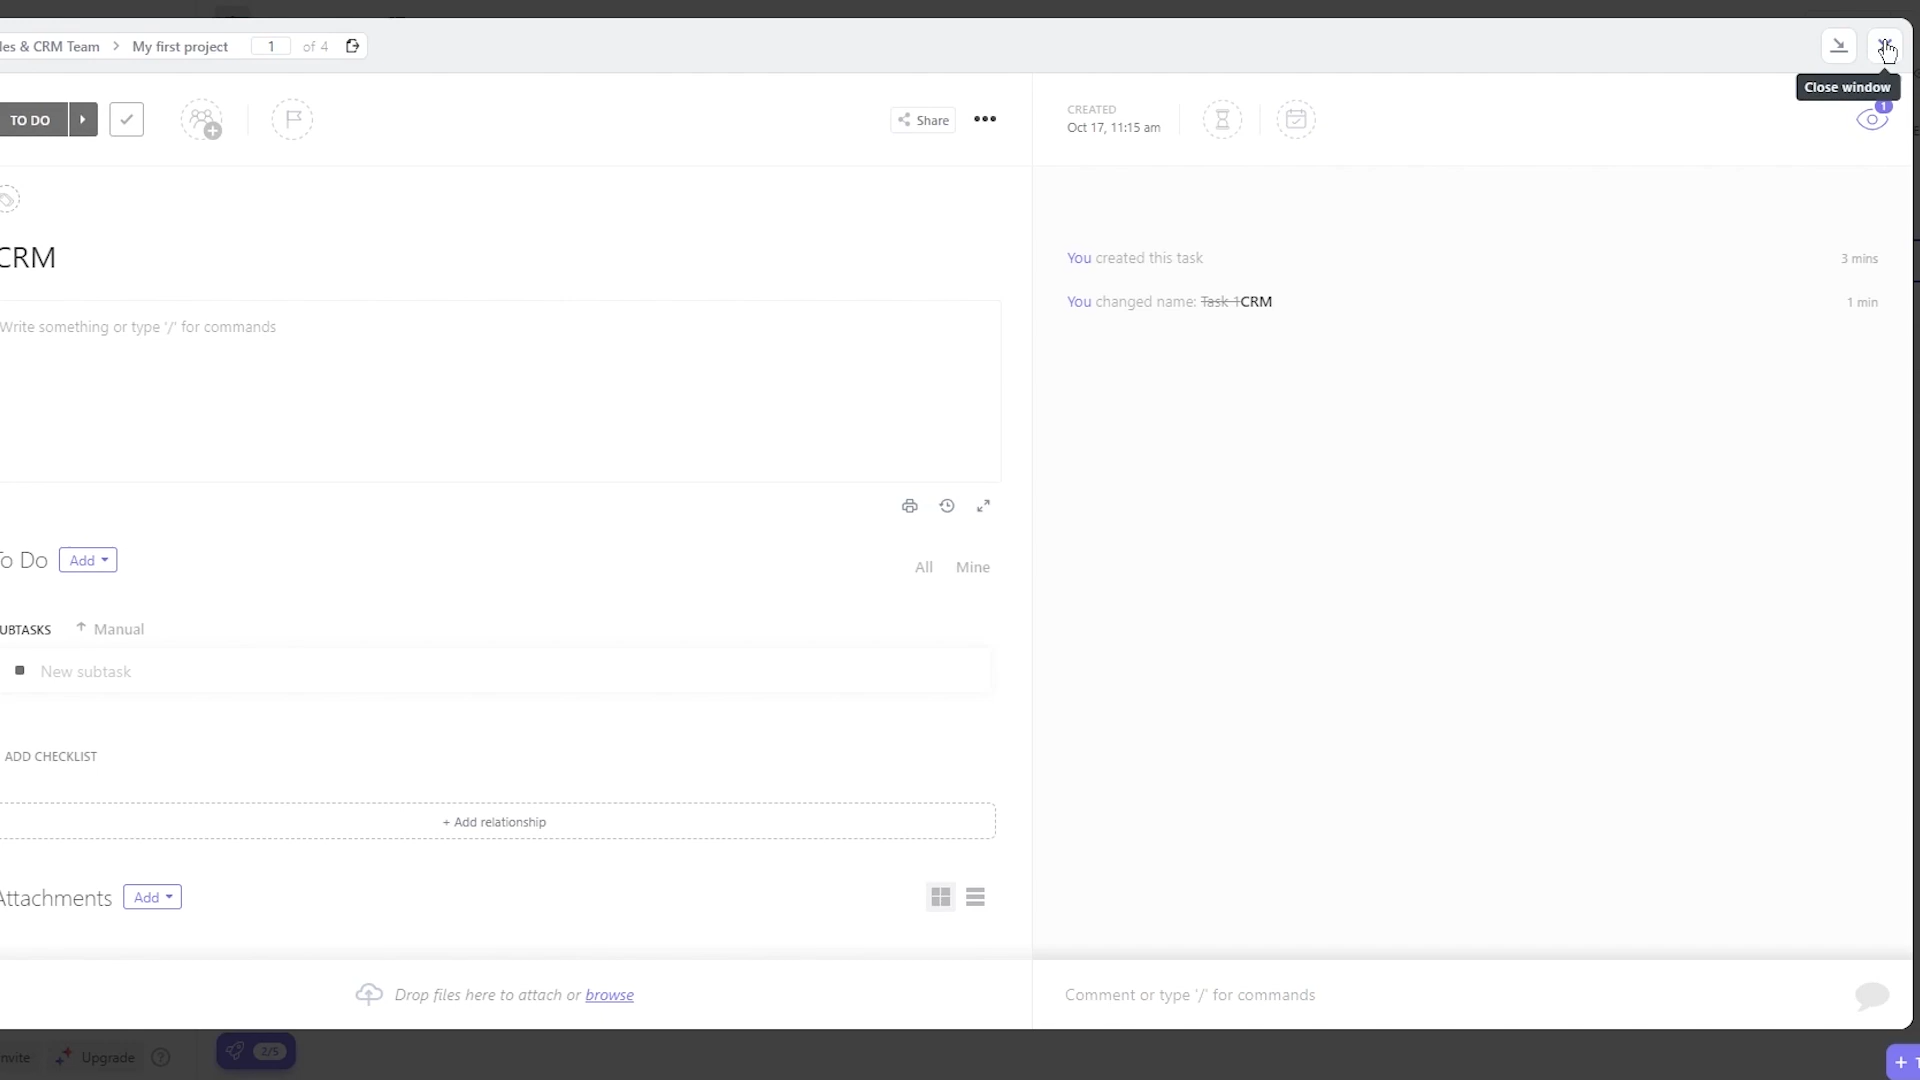 les & CRM Team > My first project 1 of 4
Close window
TO DO
Share
CREATED
Oct 17, 11:15 am
1
CRM
You created this task
3 mins
You changed name: Task 1CRM
1 min
Write something or type '/' for commands
To Do Add
All Mine
UBTASKS Manual
New subtask
ADD CHECKLIST
+ Add relationship
Attachments Add
Drop files here to attach or browse
Comment or type '/' for commands
nvite Upgrade ? 2/5
+ T